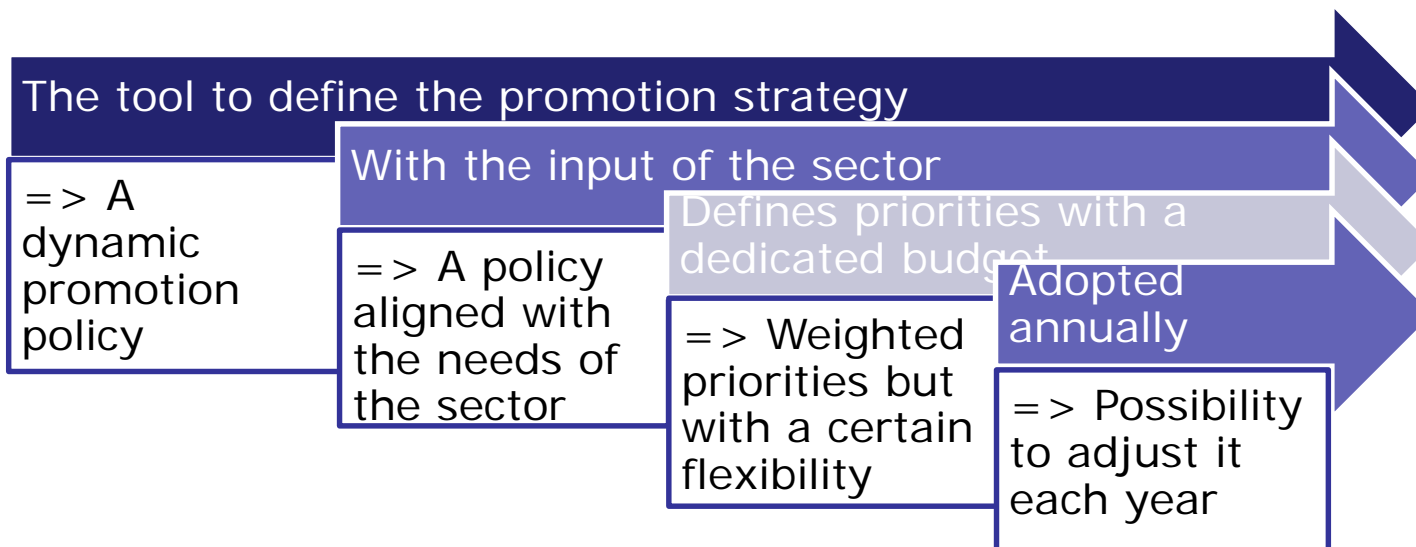 The tool to define the promotion strategy
= > A
dynamic
promotion
policy
With the input of the sector
= > A policy
aligned with
the needs of
the sector
Defines priorities with a
dedicated budget
= > Weighted
priorities but
with a certain
flexibility
Adopted
annually
= > Possibility
to adjust it
each year